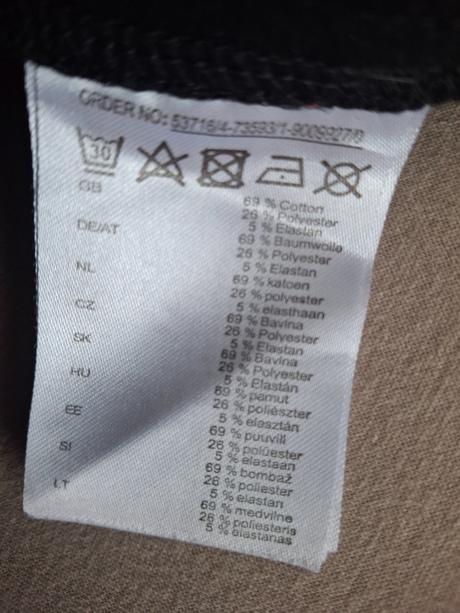 ORDER NO: 53716/4-73593/1-900S927/8
30
GB
69 % Cotton
26 % Polyester
5 % Elastan
DE/AT
69 % Baumwolle
26 % Polyester
5 % Elastan
NL
69 % katoen
26 % polyester
5 % elasthaan
CZ
69 % Bavlna
26 % Polyester
5 % Elastan
SK
69 % Bavlna
26 % Polyester
5 % Elastán
HU
69 % pamut
26 % poliészter
5 % elasztán
EE
69 % puuvill
26 % polüester
5 % elastaan
SI
69 % bombaž
26 % poliester
5 % elastan
LT
69 % medvilnė
26 % poliesteris
5 % elastanas